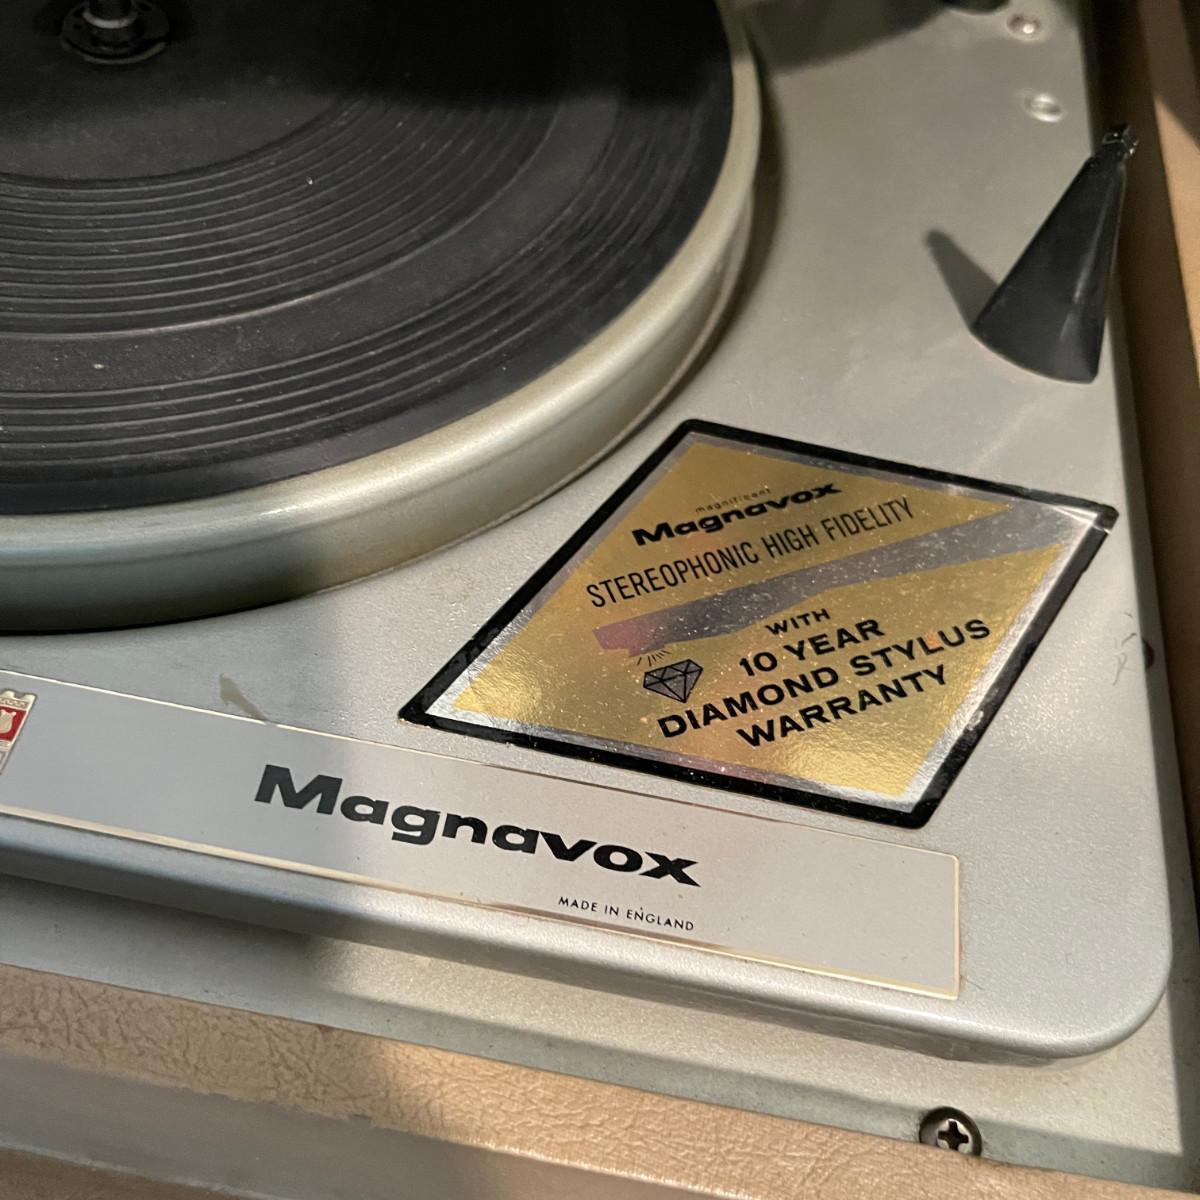 magnificent
Magnavox
STEREOPHONIC HIGH FIDELITY
WITH
10 YEAR
DIAMOND STYLUS
WARRANTY
Magnavox
MADE IN ENGLAND